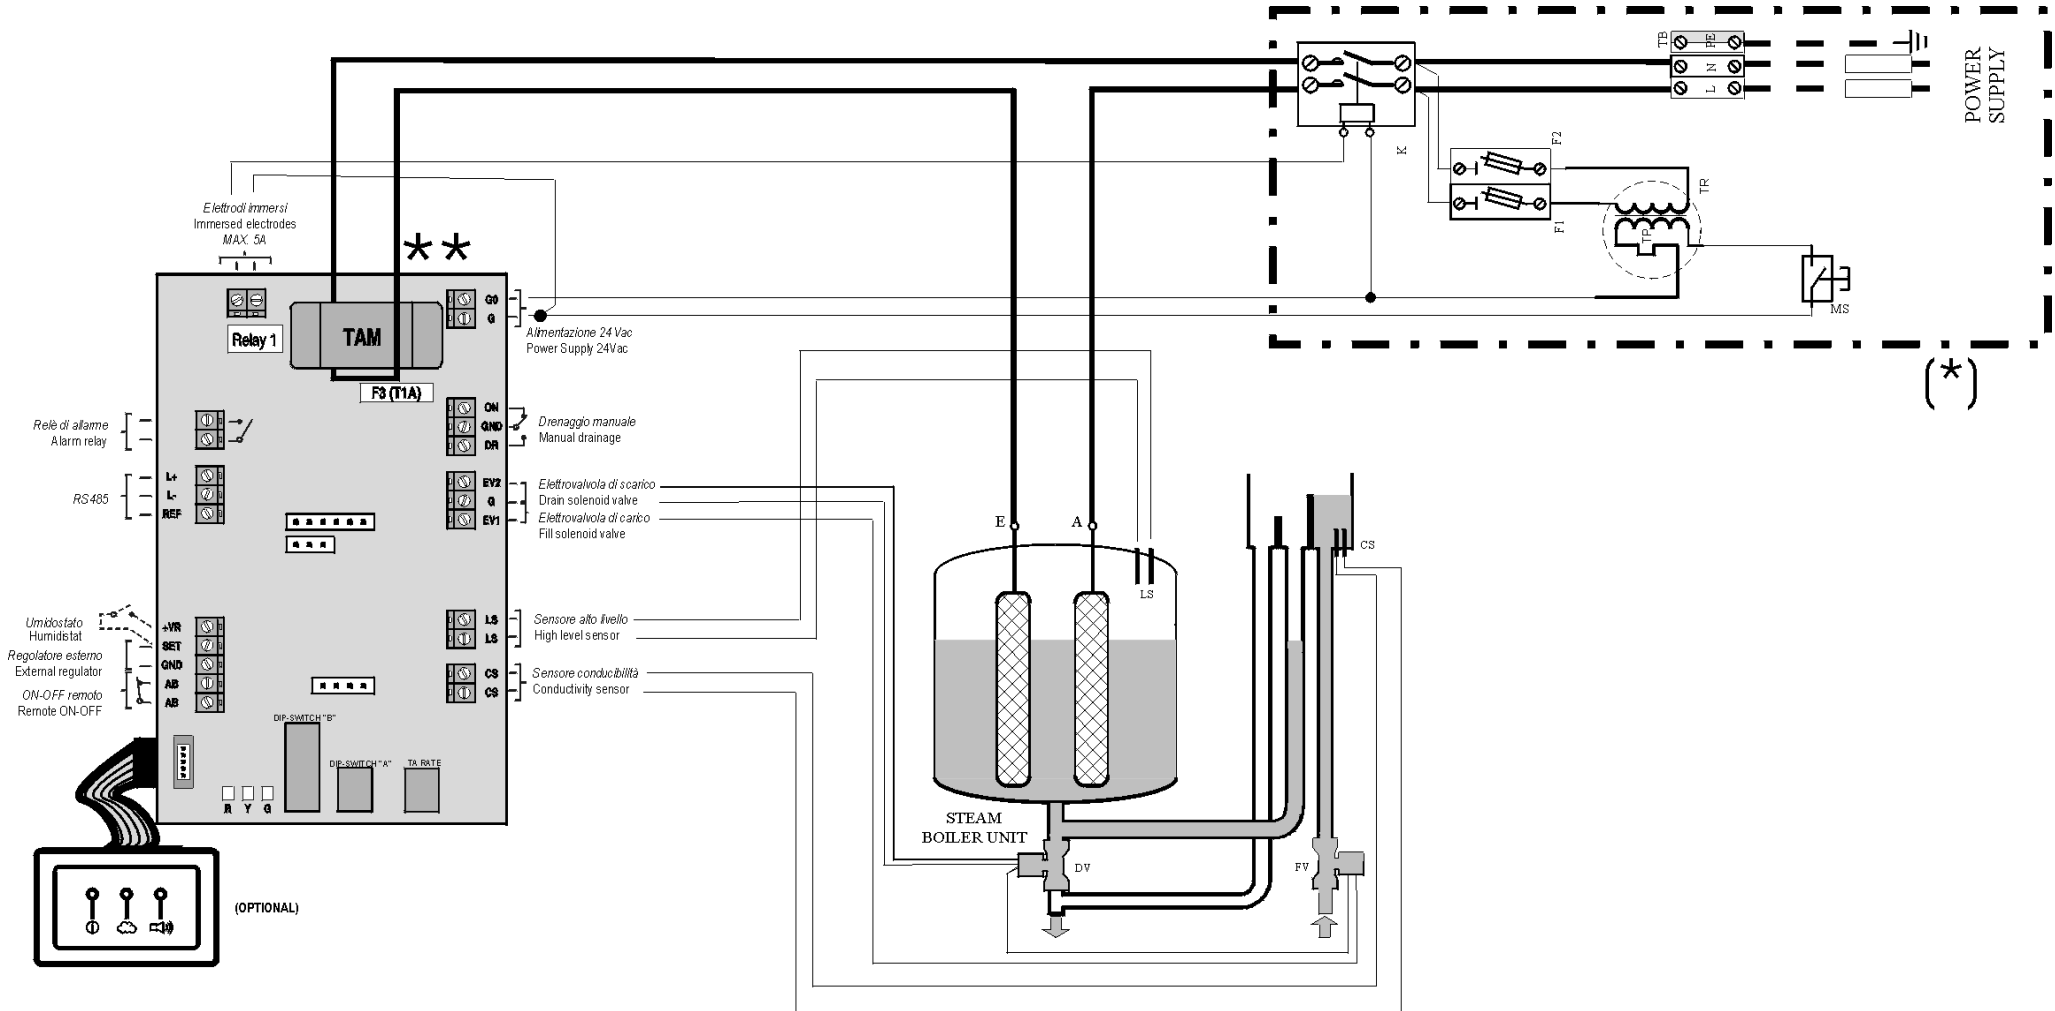 TB
PE
N
L
POWER
SUPPLY
K
F2
F1
TR
TP
MS
(*)
Elettrodi immersi
Immersed electrodes
MAX. 5A
**
Relay 1
TAM
F3 (T1A)
G0
G
Alimentazione 24 Vac
Power Supply 24Vac
Relè di allarme
Alarm relay
ON
GND
DR
Drenaggio manuale
Manual drainage
RS485
L+
L-
REF
EV2
G
EV1
Elettrovalvola di scarico
Drain solenoid valve
Elettrovalvola di carico
Fill solenoid valve
E
A
LS
CS
Umidostato
Humidistat
Regolatore esterno
External regulator
ON-OFF remoto
Remote ON-OFF
+VR
SET
GND
AB
AB
LS
LS
Sensore alto livello
High level sensor
CS
CS
Sensore conducibilità
Conductivity sensor
DIP-SWITCH "B"
DIP-SWITCH "A"
TA RATE
R Y G
STEAM
BOILER UNIT
DV
FV
(OPTIONAL)